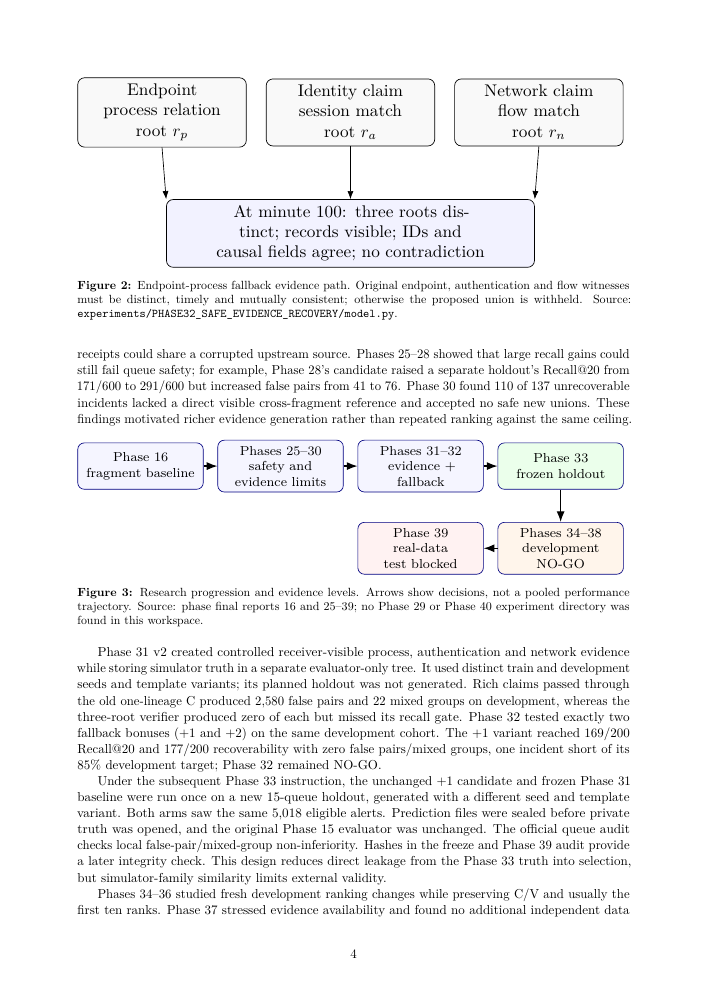 Endpoint
process relation
root r_p
Identity claim
session match
root r_a
Network claim
flow match
root r_n
At minute 100: three roots dis-
tinct; records visible; IDs and
causal fields agree; no contradiction
Figure 2: Endpoint-process fallback evidence path. Original endpoint, authentication and flow witnesses
must be distinct, timely and mutually consistent; otherwise the proposed union is withheld. Source:
experiments/PHASE32_SAFE_EVIDENCE_RECOVERY/model.py.
receipts could share a corrupted upstream source. Phases 25–28 showed that large recall gains could
still fail queue safety; for example, Phase 28's candidate raised a separate holdout's Recall@20 from
171/600 to 291/600 but increased false pairs from 41 to 76. Phase 30 found 110 of 137 unrecoverable
incidents lacked a direct visible cross-fragment reference and accepted no safe new unions. These
findings motivated richer evidence generation rather than repeated ranking against the same ceiling.
Phase 16
fragment baseline
Phases 25–30
safety and
evidence limits
Phases 31–32
evidence +
fallback
Phase 33
frozen holdout
Phase 39
real-data
test blocked
Phases 34–38
development
NO-GO
Figure 3: Research progression and evidence levels. Arrows show decisions, not a pooled performance
trajectory. Source: phase final reports 16 and 25–39; no Phase 29 or Phase 40 experiment directory was
found in this workspace.
Phase 31 v2 created controlled receiver-visible process, authentication and network evidence
while storing simulator truth in a separate evaluator-only tree. It used distinct train and development
seeds and template variants; its planned holdout was not generated. Rich claims passed through
the old one-lineage C produced 2,580 false pairs and 22 mixed groups on development, whereas the
three-root verifier produced zero of each but missed its recall gate. Phase 32 tested exactly two
fallback bonuses (+1 and +2) on the same development cohort. The +1 variant reached 169/200
Recall@20 and 177/200 recoverability with zero false pairs/mixed groups, one incident short of its
85% development target; Phase 32 remained NO-GO.
Under the subsequent Phase 33 instruction, the unchanged +1 candidate and frozen Phase 31
baseline were run once on a new 15-queue holdout, generated with a different seed and template
variant. Both arms saw the same 5,018 eligible alerts. Prediction files were sealed before private
truth was opened, and the original Phase 15 evaluator was unchanged. The official queue audit
checks local false-pair/mixed-group non-inferiority. Hashes in the freeze and Phase 39 audit provide
a later integrity check. This design reduces direct leakage from the Phase 33 truth into selection,
but simulator-family similarity limits external validity.
Phases 34–36 studied fresh development ranking changes while preserving C/V and usually the
first ten ranks. Phase 37 stressed evidence availability and found no additional independent data
4